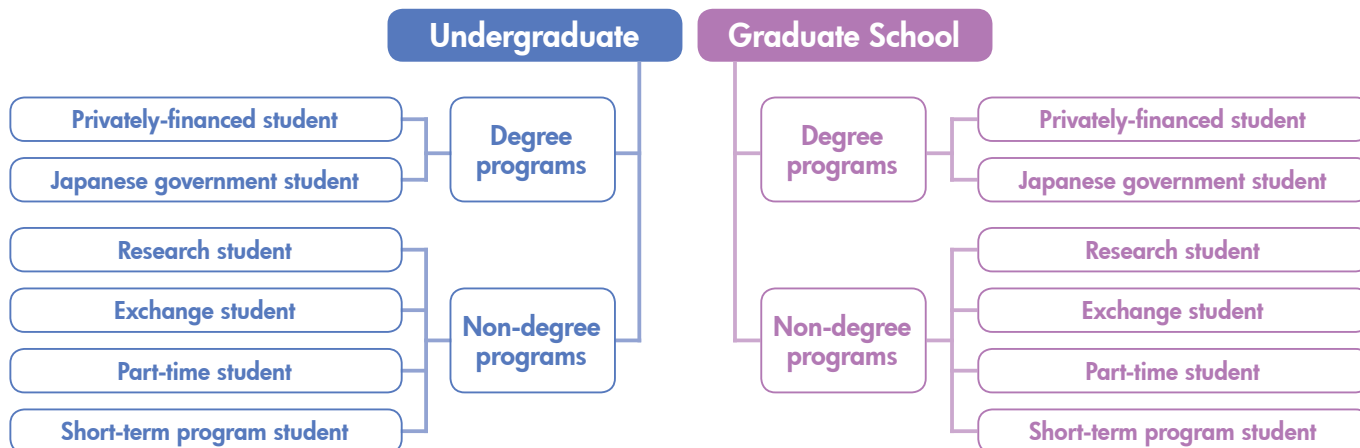 Undergraduate
Graduate School
Privately-financed student
Japanese government student
Degree
programs
Research student
Exchange student
Part-time student
Short-term program student
Non-degree
programs
Degree
programs
Privately-financed student
Japanese government student
Non-degree
programs
Research student
Exchange student
Part-time student
Short-term program student